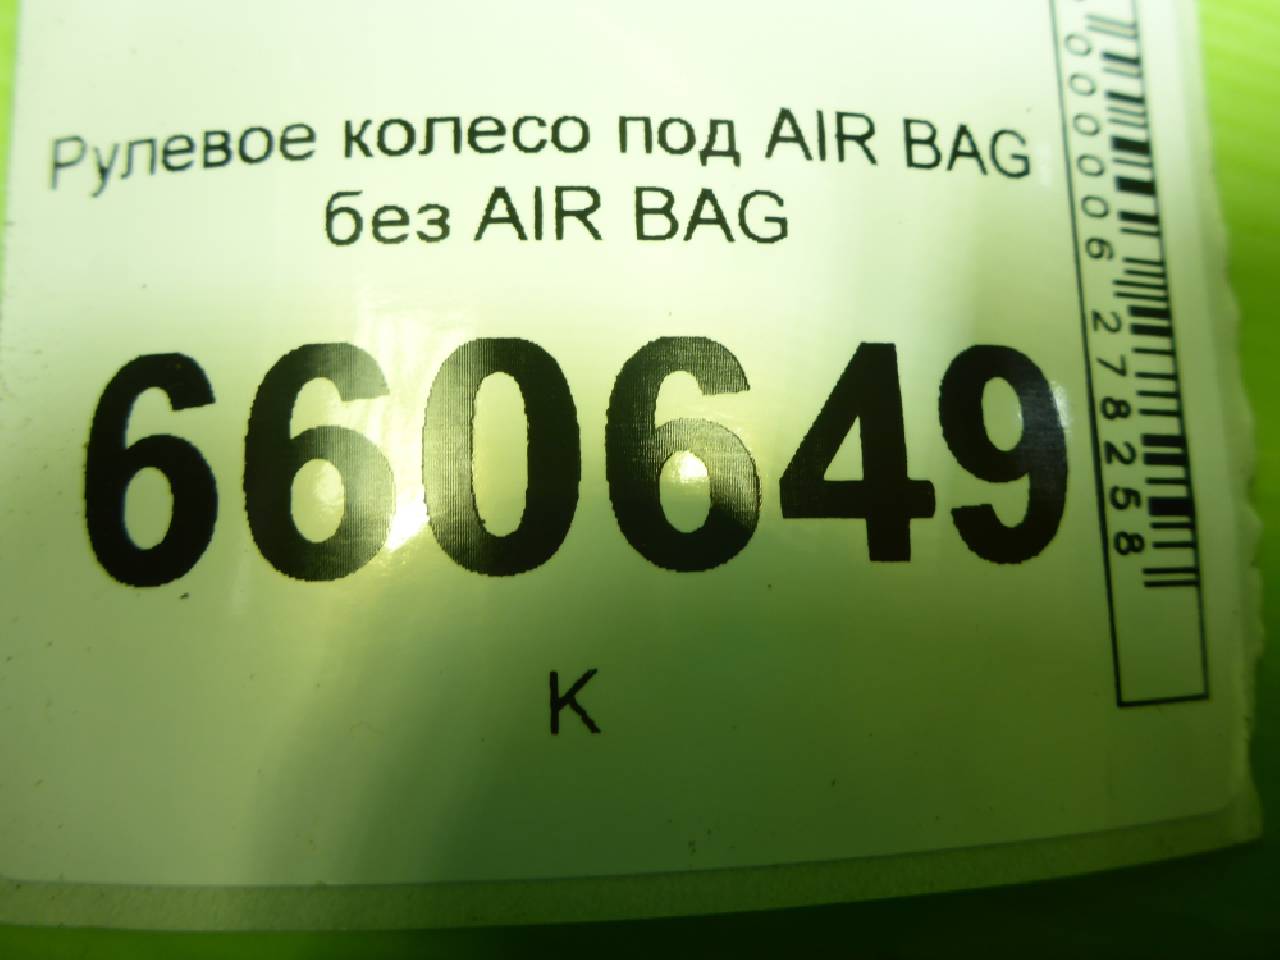 Рулевое колесо под AIR BAG
без AIR BAG
660649
К
000006278258